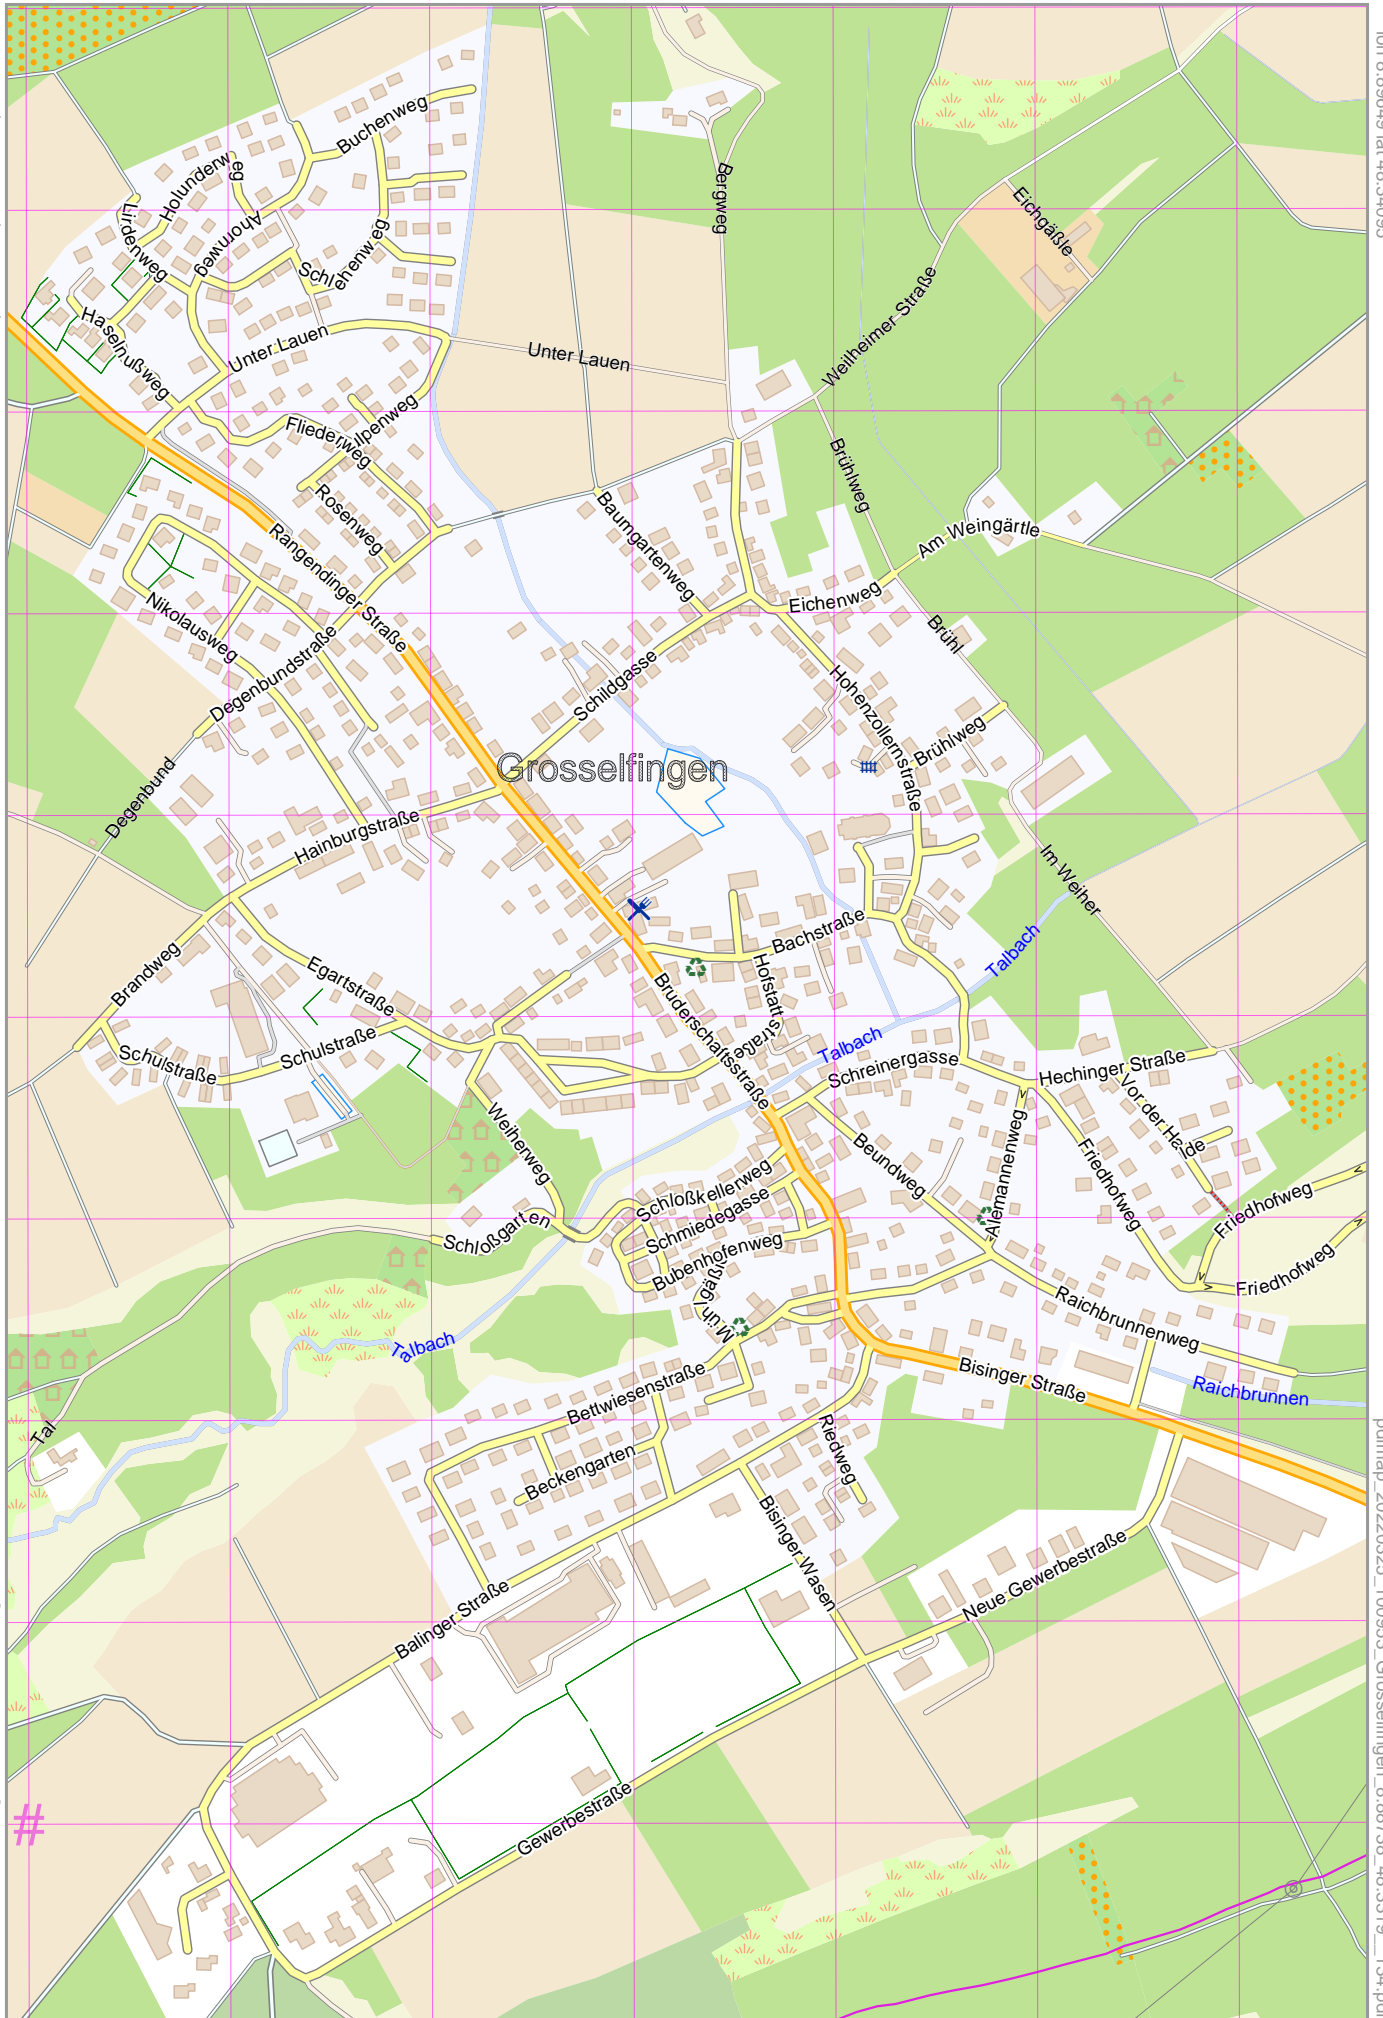 Buchenweg
Holunderweg
Ahornweg
Schlehenweg
Haselnußweg
Unter Lauen
Unter Lauen
Bergweg
Eichgäßle
Weilheimer Straße
Fliederweg
Rosenweg
Brühlweg
Baumgartenweg
Am Weingärtle
Rangendinger Straße
Eichenweg
Nikolausweg
Brühl
Degenbundstraße
Schildgasse
Hohenzollernstraße
Brühlweg
Grosselfingen
Degenbund
Hainburgstraße
Im Weiher
Bachstraße
Talbach
Brandweg
Egartstraße
Hofstattstraße
Bruderschaftsstraße
Schulstraße
Schulstraße
Talbach
Schreinergasse
Hechinger Straße
Vor der Halde
Weiherweg
Beundweg
Alemannenweg
Friedhofweg
Schloßkellerweg
Schmiedegasse
Schloßgarten
Bubenhofenweg
Friedhofweg
Friedhofweg
Raichbrunnenweg
Talbach
Bettwiesenstraße
Bisinger Straße
Raichbrunnen
Tal
Riedweg
Beckengarten
Bisinger Wasen
Neue Gewerbestraße
Balinger Straße
#
Gewerbestraße